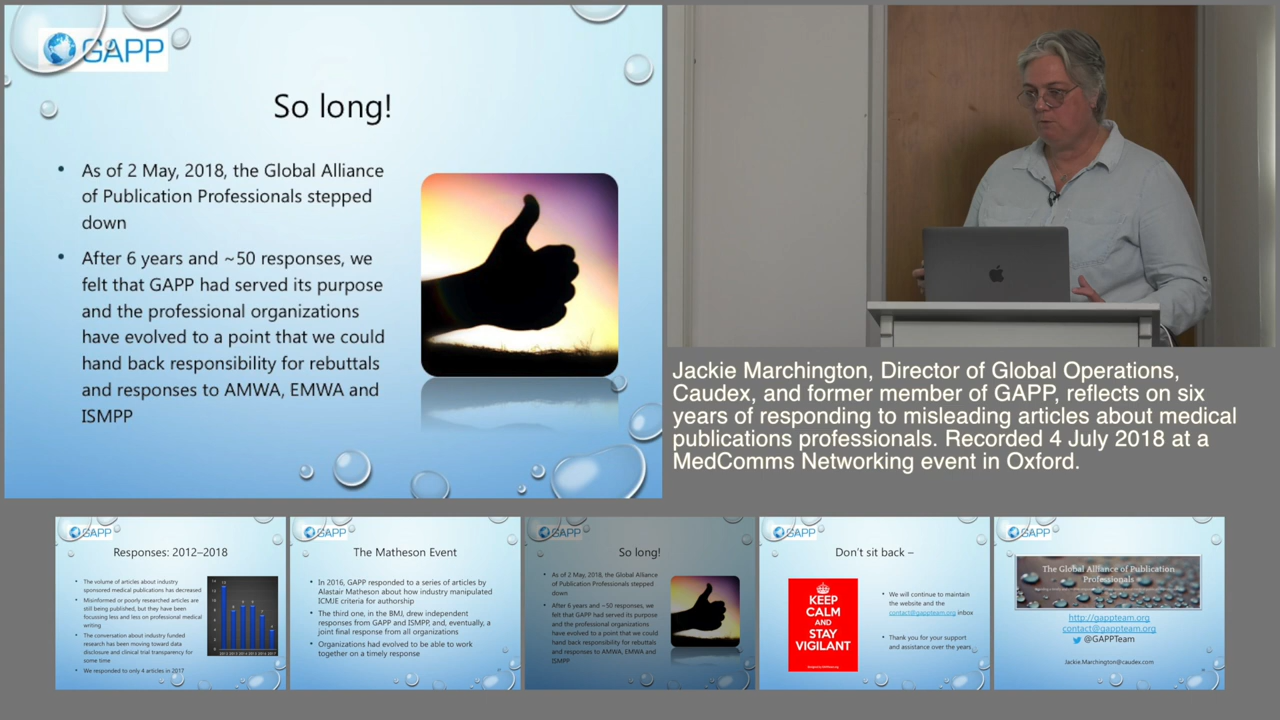 GAPP
So long!
• As of 2 May, 2018, the Global Alliance
of Publication Professionals stepped
down
• After 6 years and ~50 responses, we
felt that GAPP had served its purpose
and the professional organizations
have evolved to a point that we could
hand back responsibility for rebuttals
and responses to AMWA, EMWA and
ISMPP
Jackie Marchington, Director of Global Operations,
Caudex, and former member of GAPP, reflects on six
years of responding to misleading articles about medical
publications professionals. Recorded 4 July 2018 at a
MedComms Networking event in Oxford.
GAPP
Responses: 2012–2018
• The volume of articles about industry
sponsored medical publications has decreased
• Misinformed or poorly researched articles are
still being published, but they have been
focussing less and less on professional medical
writing
• The conversation about industry funded
research has been moving toward data
disclosure and clinical trial transparency for
some time
• We responded to only 4 articles in 2017
GAPP
The Matheson Event
• In 2016, GAPP responded to a series of articles by
Alastair Matheson about how industry manipulated
ICMJE criteria for authorship
• The third one, in the BMJ, drew independent
responses from GAPP and ISMPP, and, eventually, a
joint final response from all organizations
• Organizations had evolved to be able to work
together on a timely response
GAPP
So long!
• As of 2 May, 2018, the Global Alliance
of Publication Professionals stepped
down
• After 6 years and ~50 responses, we
felt that GAPP had served its purpose
and the professional organizations
have evolved to a point that we could
hand back responsibility for rebuttals
and responses to AMWA, EMWA and
ISMPP
GAPP
Don't sit back –
KEEP
CALM
AND
STAY
VIGILANT
• We will continue to maintain
the website and the
contact@gappteam.org inbox
• Thank you for your support
and assistance over the years
GAPP
The Global Alliance of Publication
Professionals
http://gappteam.org
contact@gappteam.org
@GAPPTeam
Jackie.Marchington@caudex.com